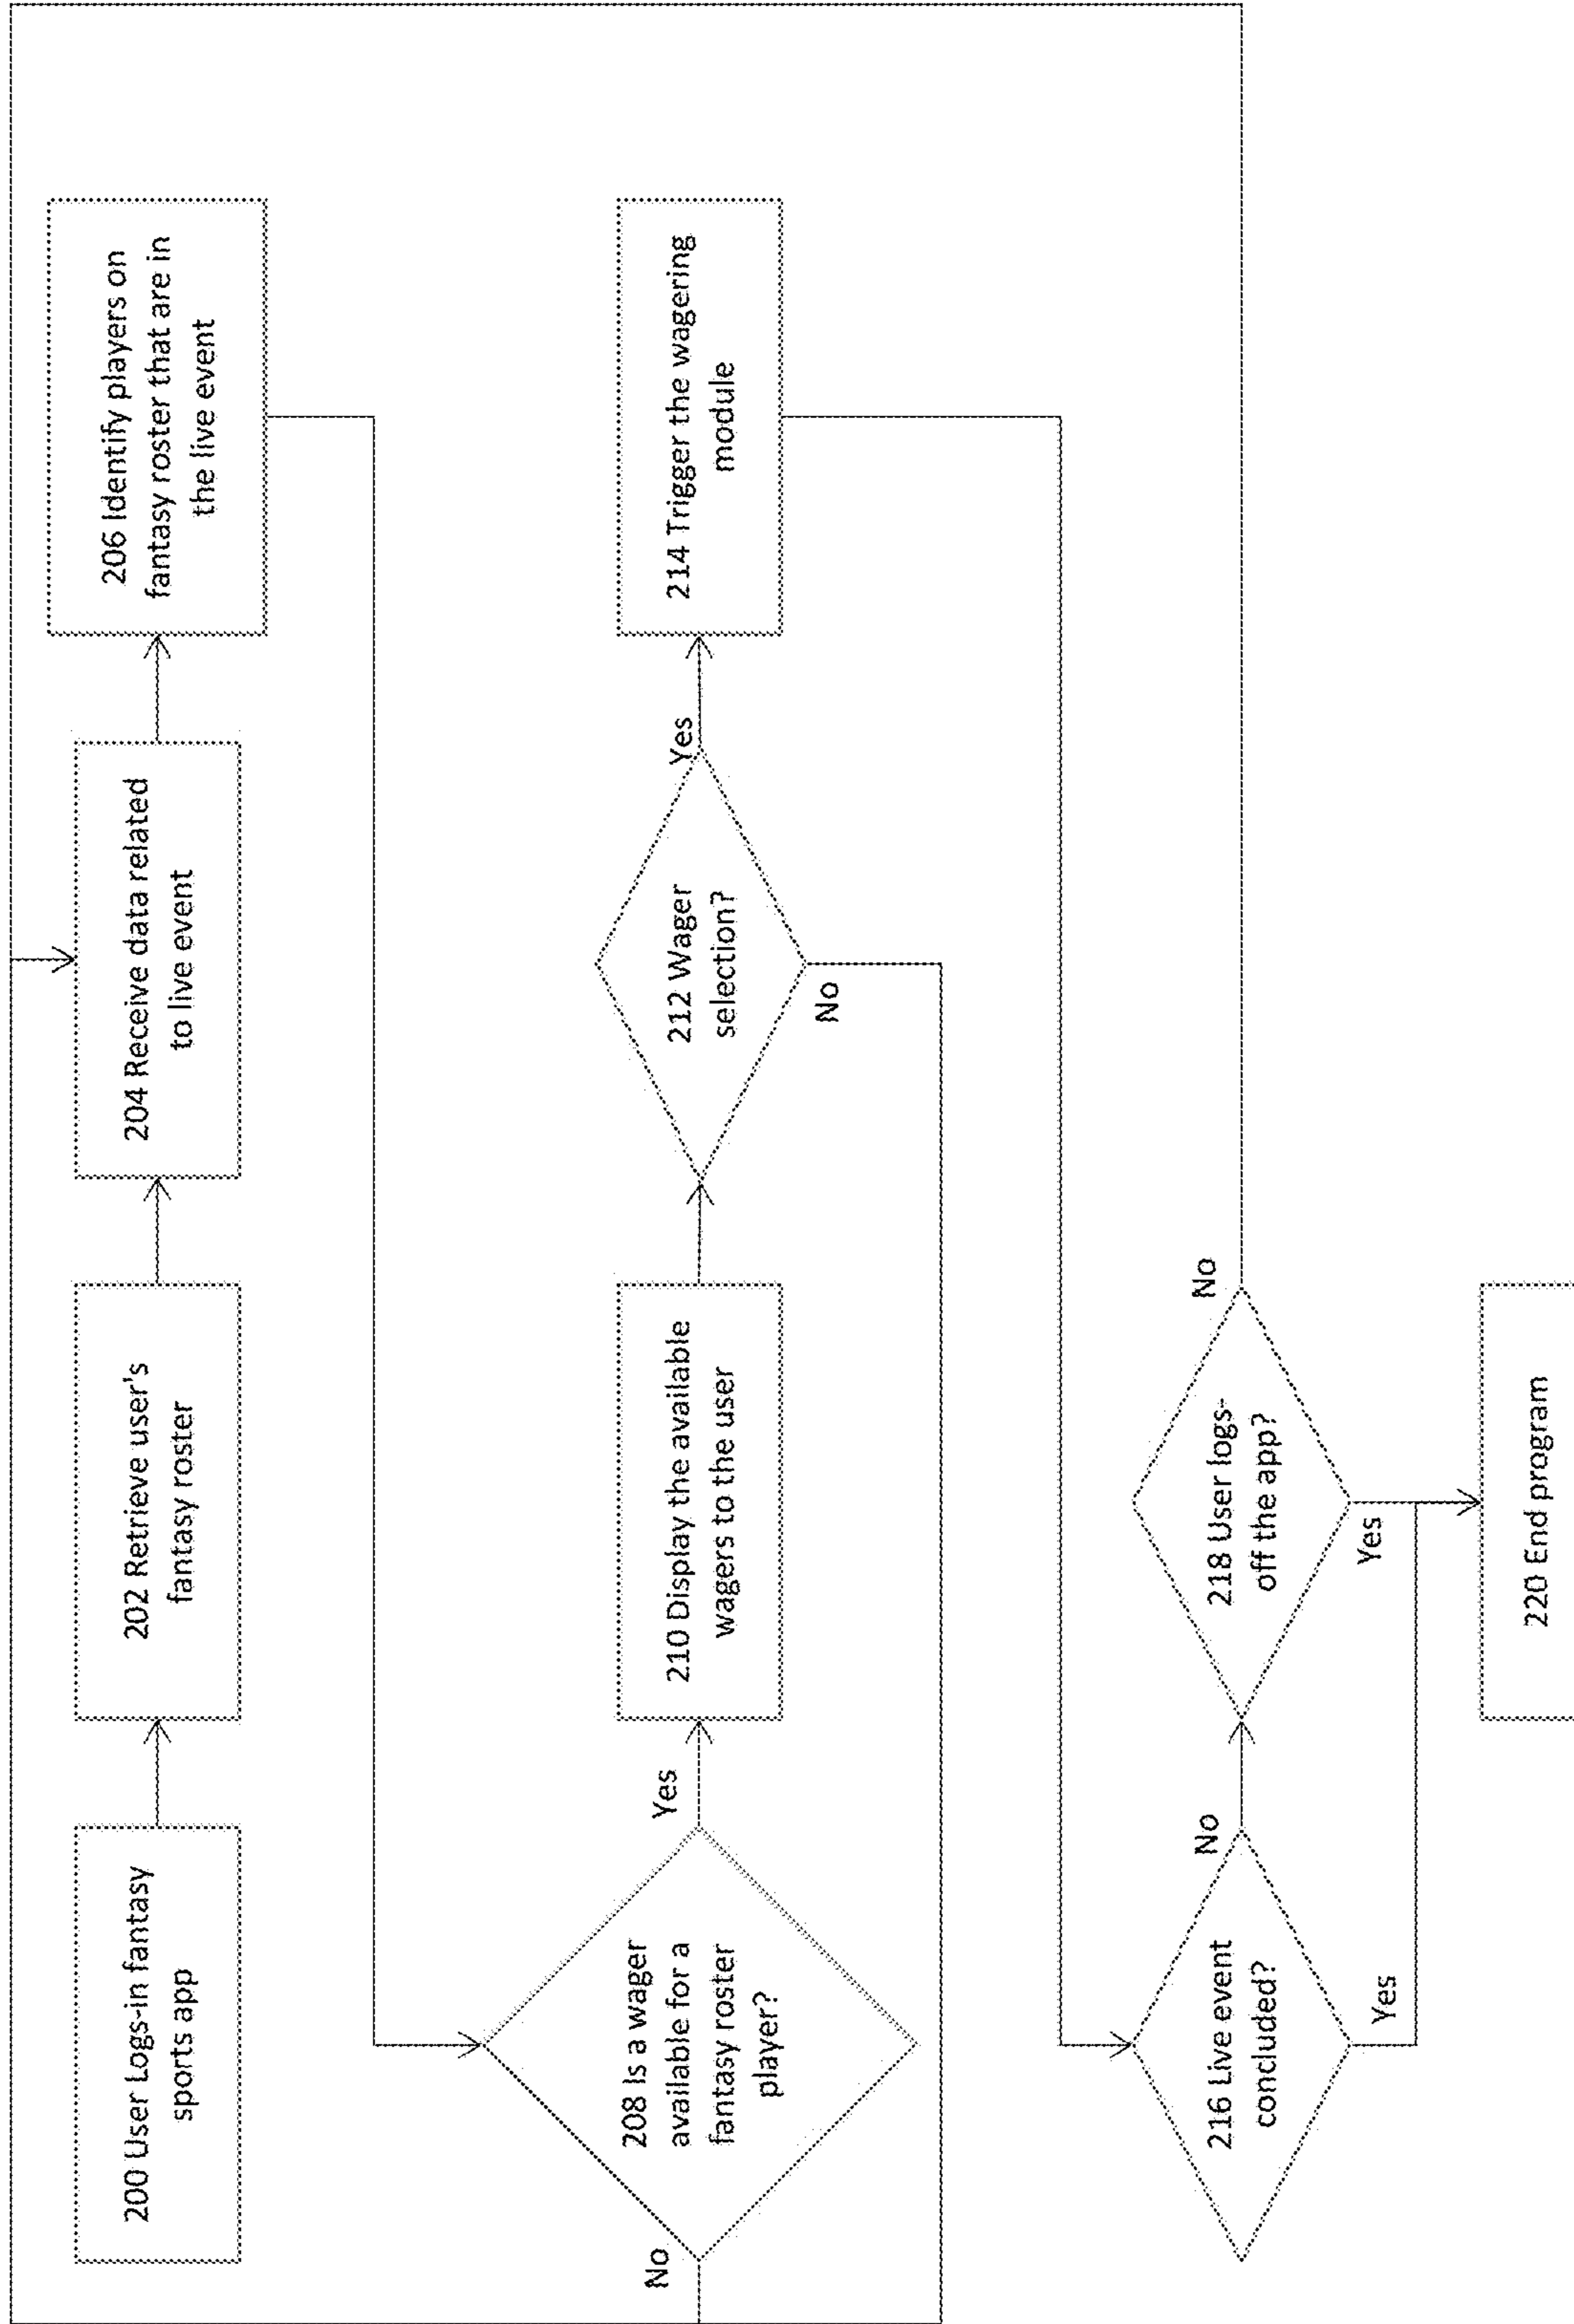 200 User Logs-in fantasy
sports app
202 Retrieve user's
fantasy roster
204 Receive data related
to live event
206 Identify players on
fantasy roster that are in
the live event
208 Is a wager
available for a
fantasy roster
player?
No
Yes
210 Display the available
wagers to the user
212 Wager
selection?
Yes
No
214 Trigger the wagering
module
216 Live event
concluded?
No
Yes
218 User logs-
off the app?
No
Yes
220 End program